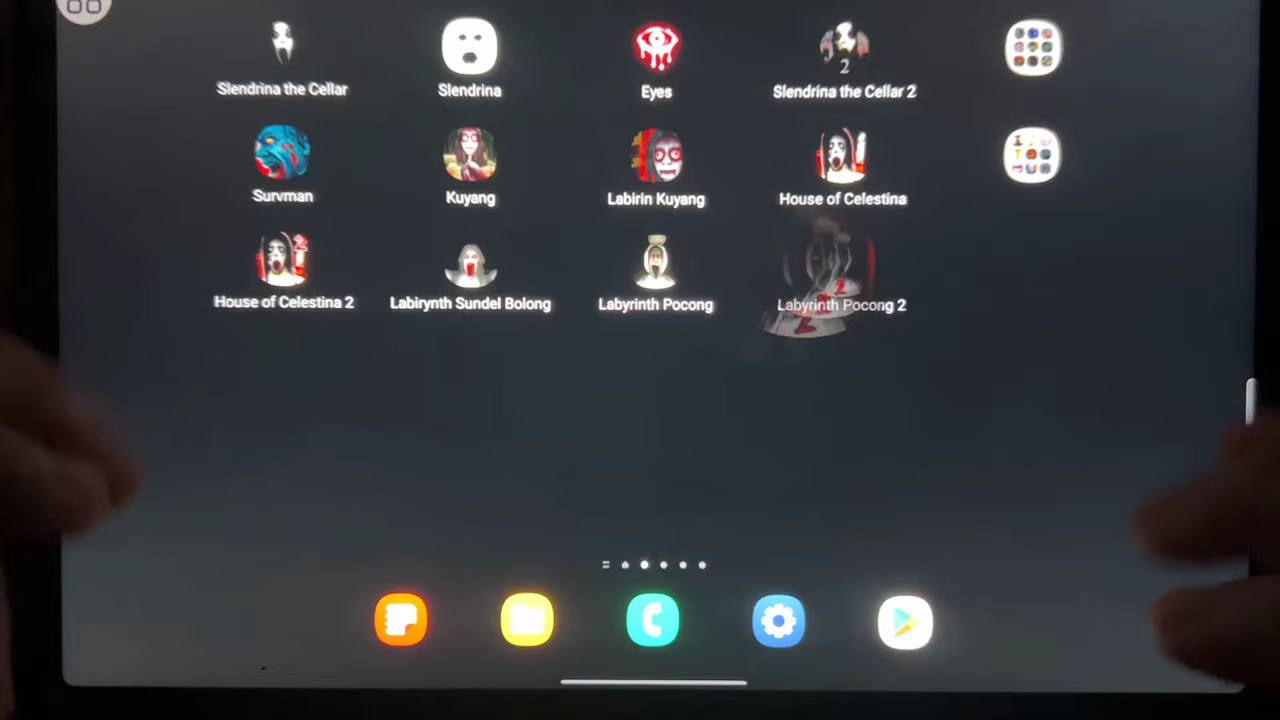 Slendrina the Cellar
Slendrina
Eyes
Slendrina the Cellar 2
2
Survman
Kuyang
Labirin Kuyang
House of Celestina
House of Celestina 2
Labirynth Sundel Bolong
Labyrinth Pocong
Labyrinth Pocong 2